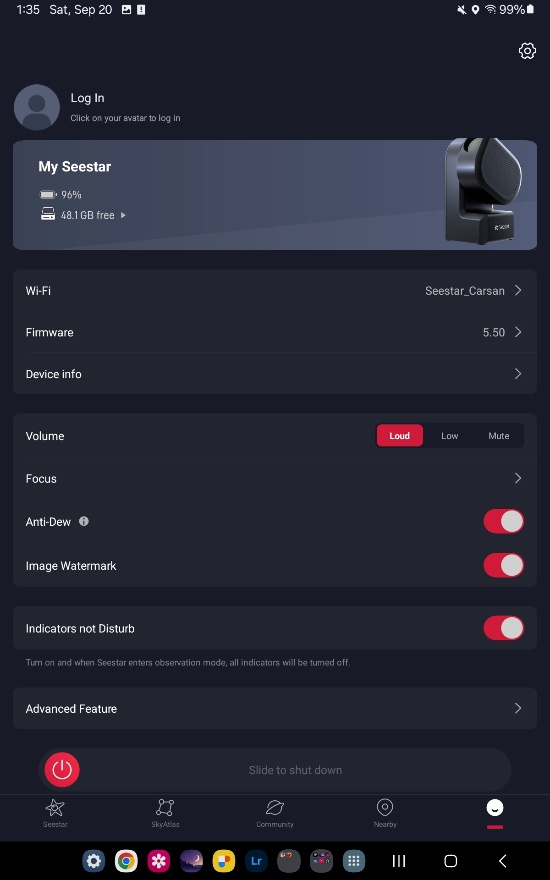 1:35 Sat, Sep 20 99%
Log In
Click on your avatar to log in
My Seestar
96%
48.1 GB free
Wi-Fi Seestar_Carsan
Firmware 5.50
Device info
Volume Loud Low Mute
Focus
Anti-Dew
Image Watermark
Indicators not Disturb
Turn on and when Seestar enters observation mode, all indicators will be turned off.
Advanced Feature
Slide to shut down
Seestar SkyAtlas Community Nearby
Lr